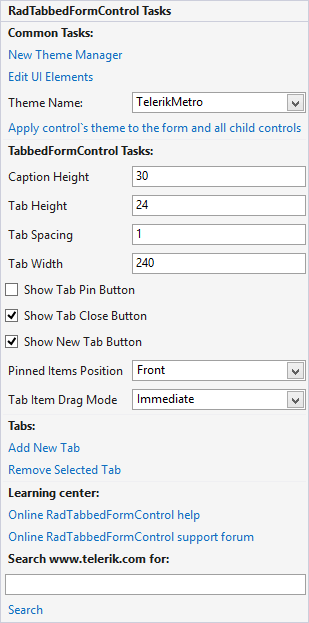 RadTabbedFormControl Tasks
Common Tasks:
New Theme Manager
Edit UI Elements
Theme Name: TelerikMetro
Apply control`s theme to the form and all child controls
TabbedFormControl Tasks:
Caption Height 30
Tab Height 24
Tab Spacing 1
Tab Width 240
Show Tab Pin Button
Show Tab Close Button
Show New Tab Button
Pinned Items Position Front
Tab Item Drag Mode Immediate
Tabs:
Add New Tab
Remove Selected Tab
Learning center:
Online RadTabbedFormControl help
Online RadTabbedFormControl support forum
Search www.telerik.com for:
Search